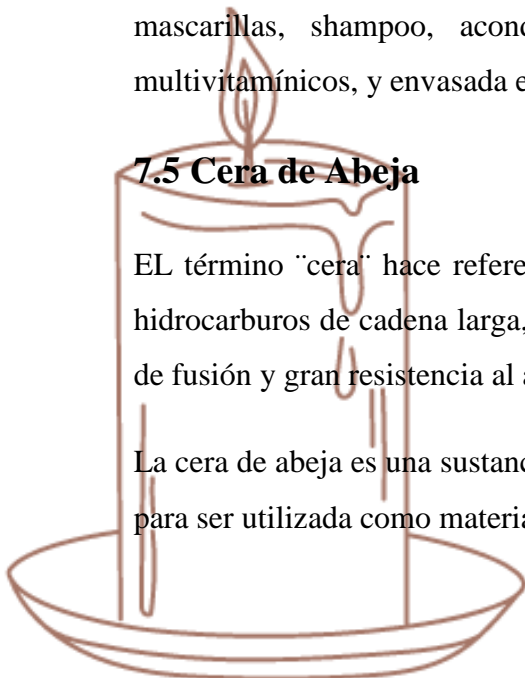 mascarillas, shampoo, acond
multivitamínicos, y envasada e
7.5 Cera de Abeja
EL término ¨cera¨ hace refere
hidrocarburos de cadena larga,
de fusión y gran resistencia al a
La cera de abeja es una sustanc
para ser utilizada como materia